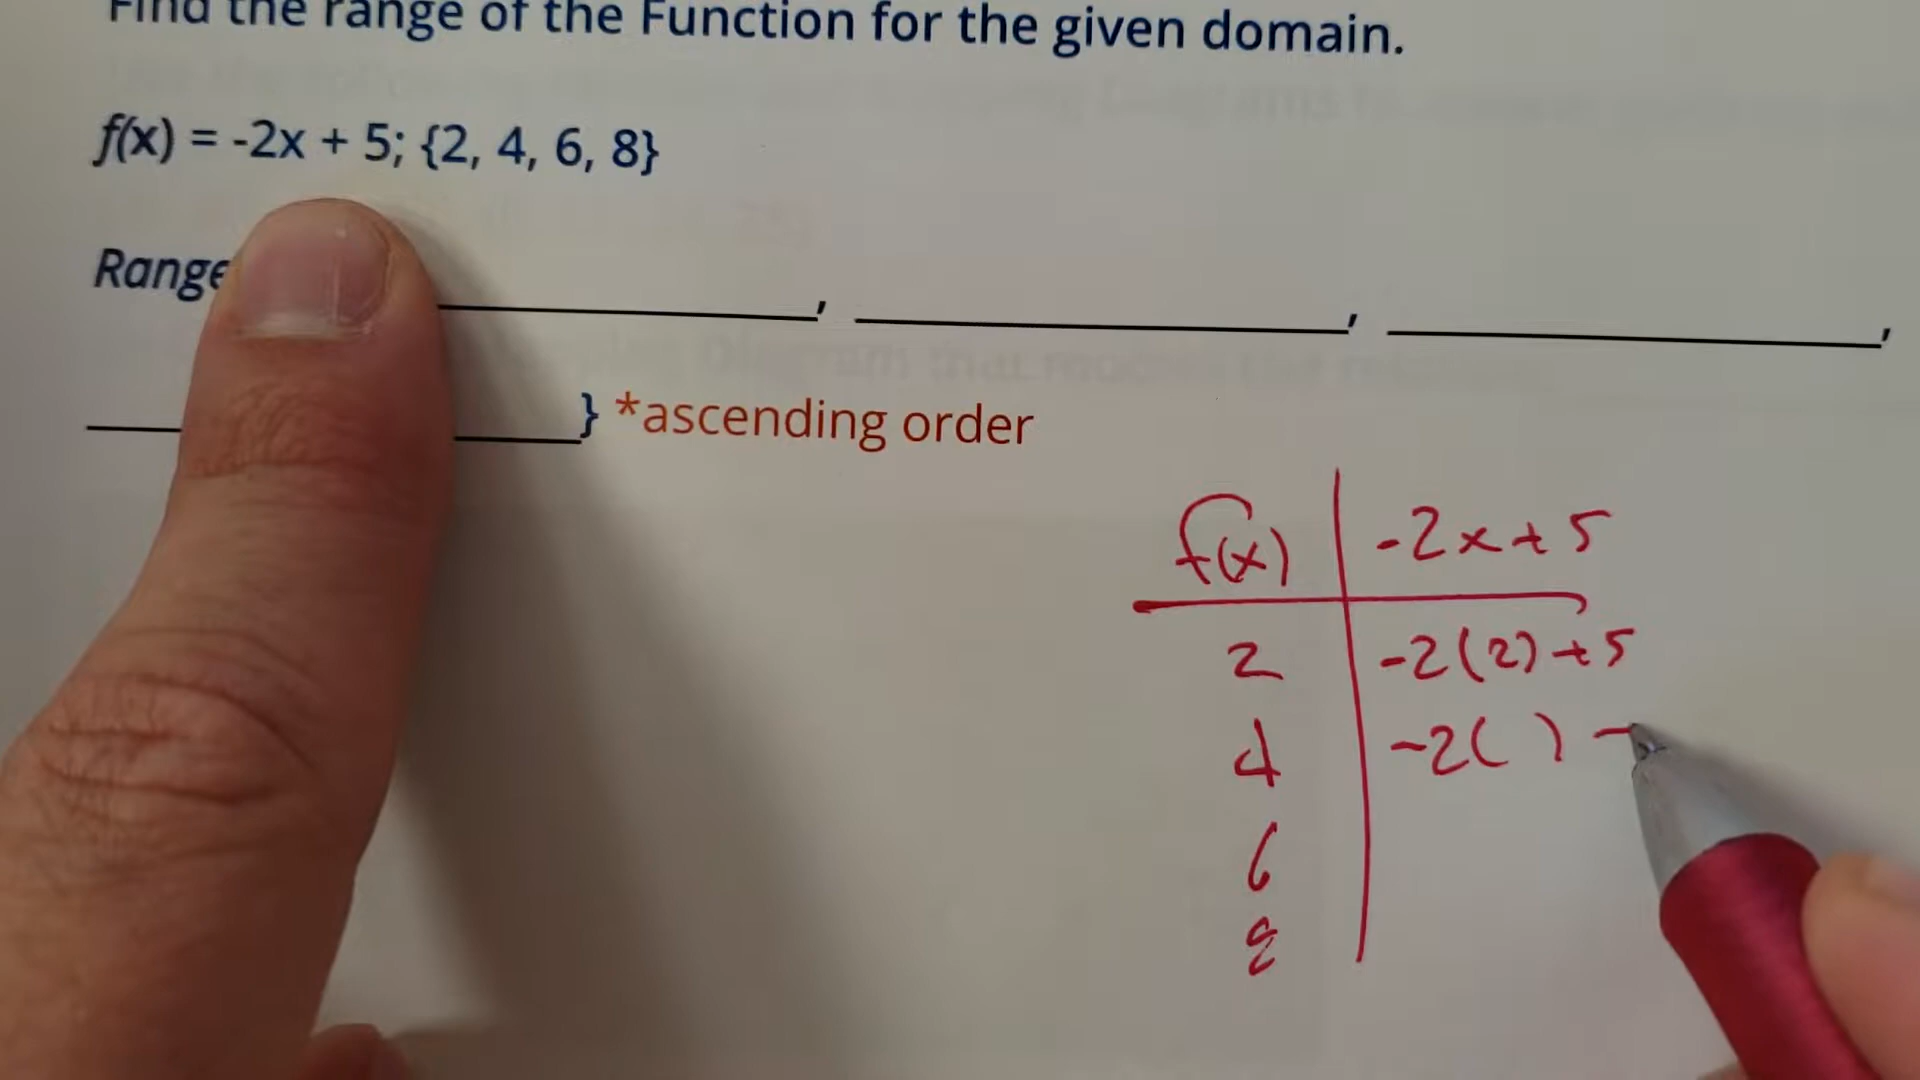 Find the range of the Function for the given domain.
f(x) = -2x + 5; {2, 4, 6, 8}
Range
, , ,
} *ascending order
f(x) -2x+5
2 -2(2)+5
4 -2( ) -
6
8